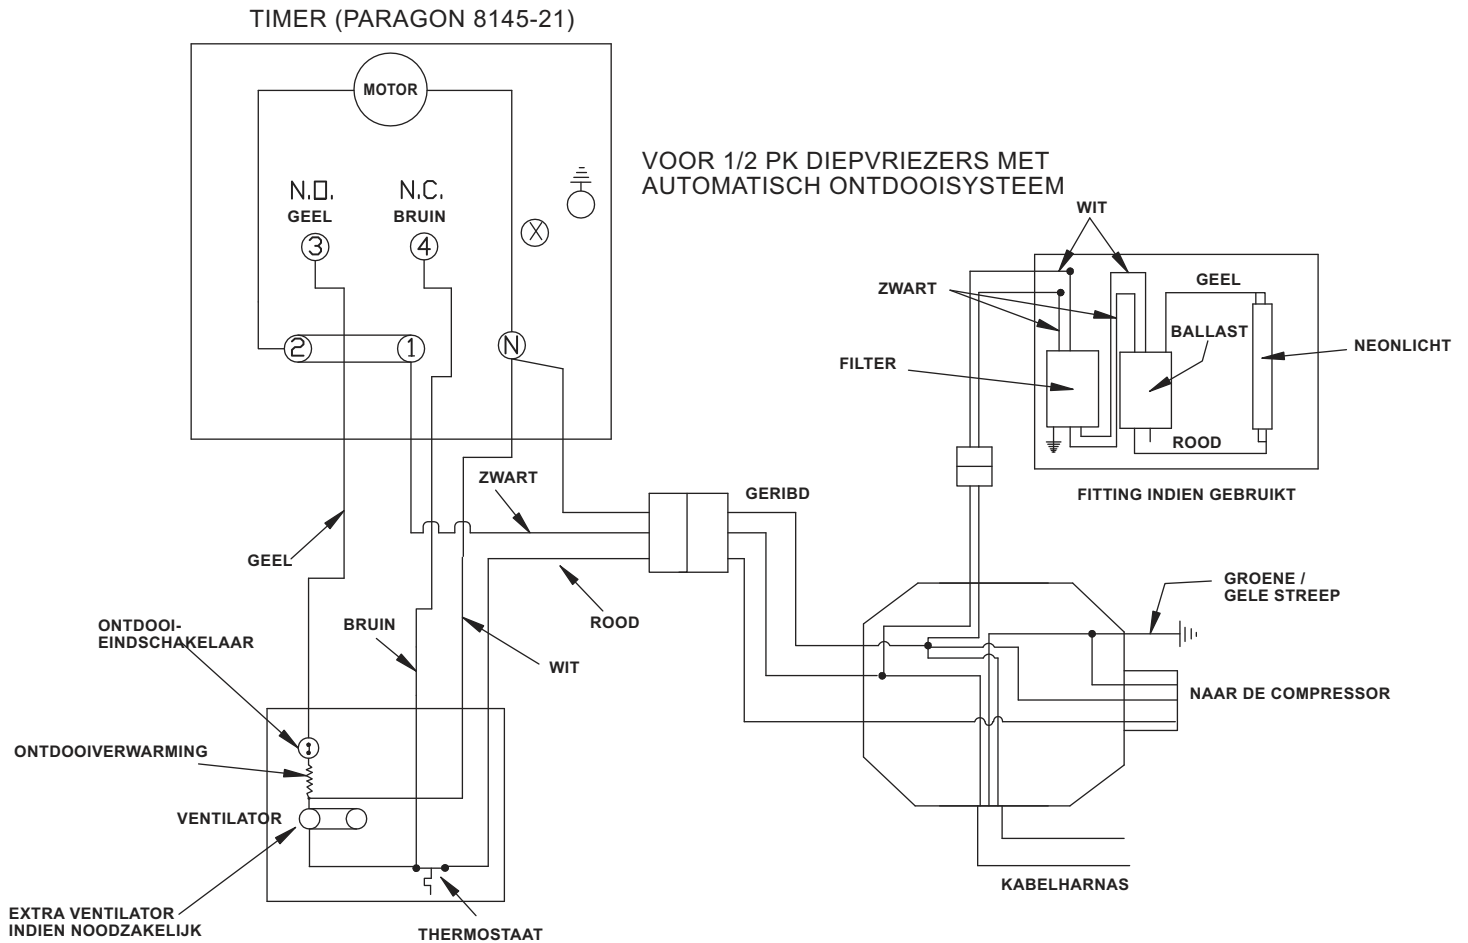 TIMER (PARAGON 8145-21)
MOTOR
VOOR 1/2 PK DIEPVRIEZERS MET
AUTOMATISCH ONTDOOISYSTEEM
N.O.
GEEL
3
N.C.
BRUIN
4
X
2
1
N
WIT
ZWART
GEEL
BALLAST
NEONLICHT
FILTER
ROOD
FITTING INDIEN GEBRUIKT
ZWART
GERIBD
GEEL
ROOD
BRUIN
WIT
GROENE /
GELE STREEP
ONTDOOI-
EINDSCHAKELAAR
NAAR DE COMPRESSOR
ONTDOOIVERWARMING
VENTILATOR
KABELHARNAS
EXTRA VENTILATOR
INDIEN NOODZAKELIJK
THERMOSTAAT